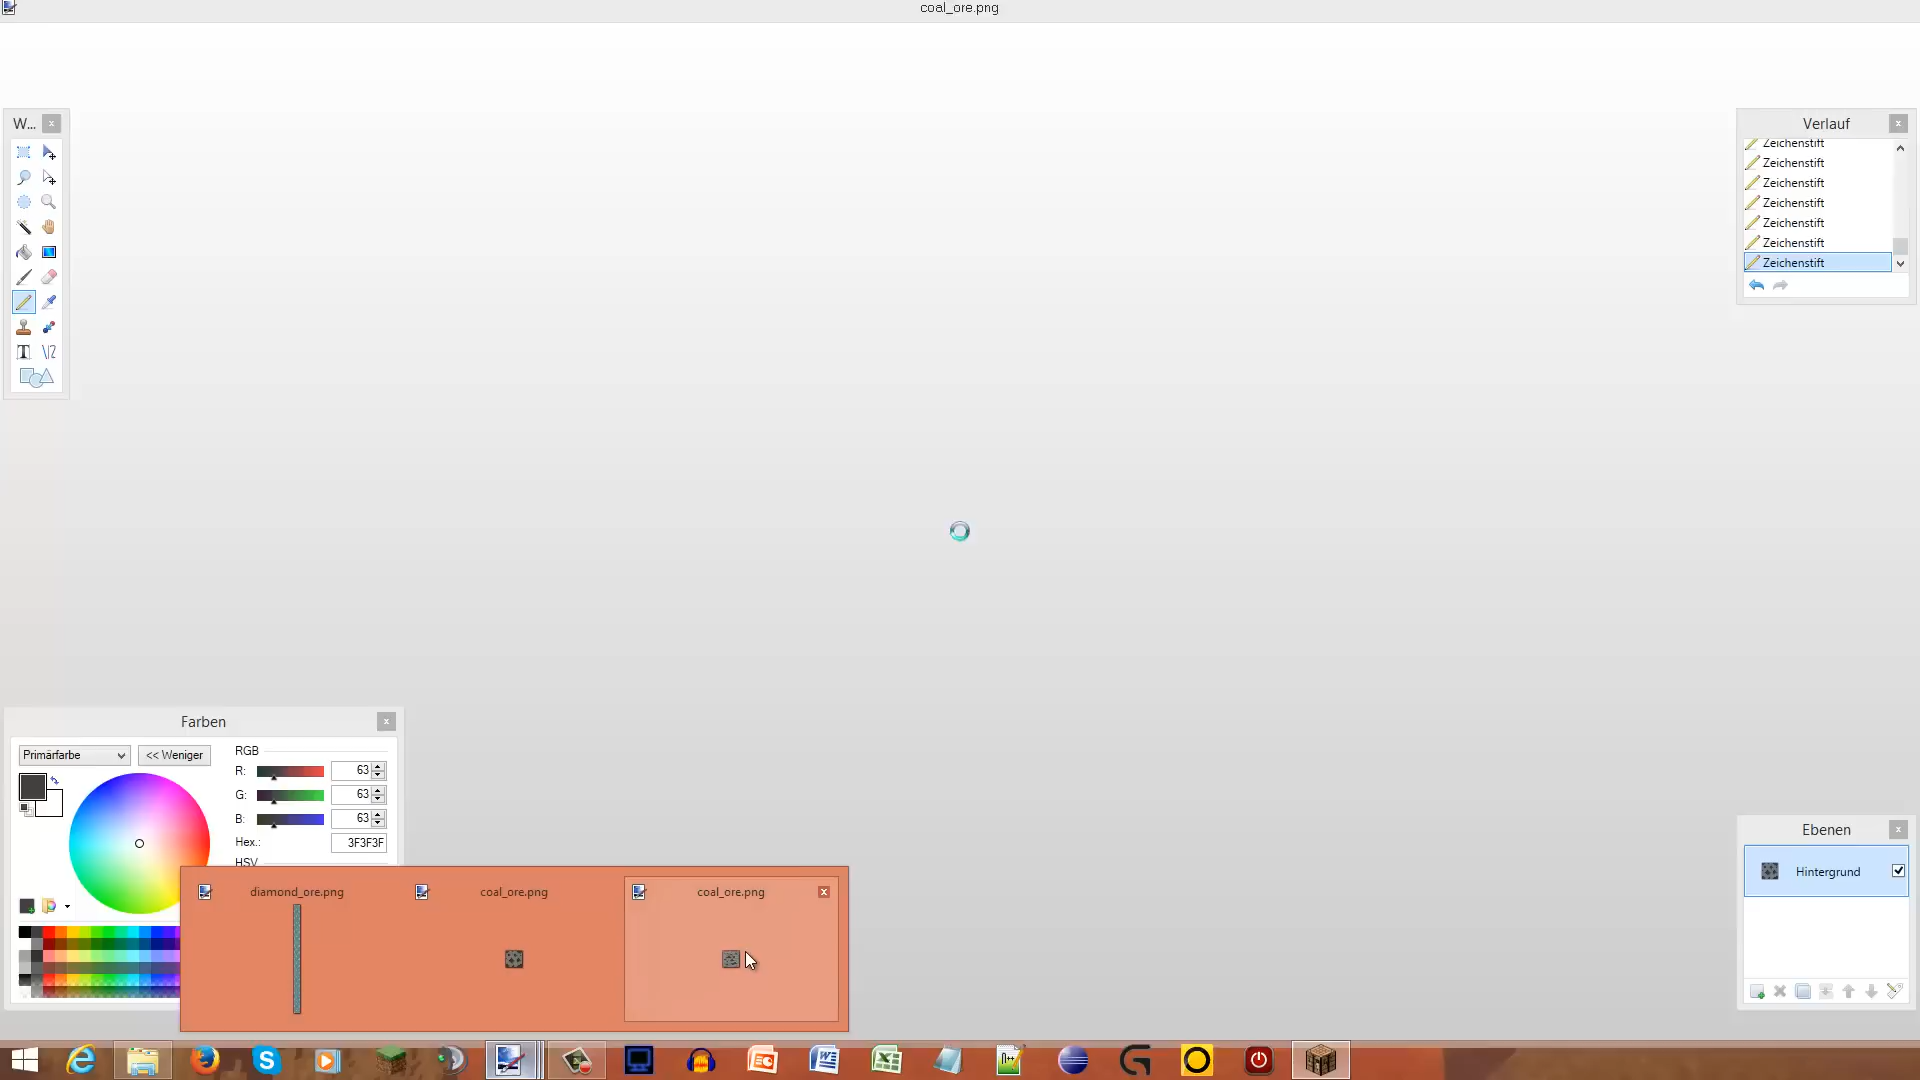 coal_ore.png
W...
Verlauf
Zeichenstift
Zeichenstift
Zeichenstift
Zeichenstift
Zeichenstift
Zeichenstift
Zeichenstift
Farben
Primärfarbe
<< Weniger
RGB
R: 63
G: 63
B: 63
Hex.: 3F3F3F
HSV
Ebenen
Hintergrund
diamond_ore.png
coal_ore.png
coal_ore.png